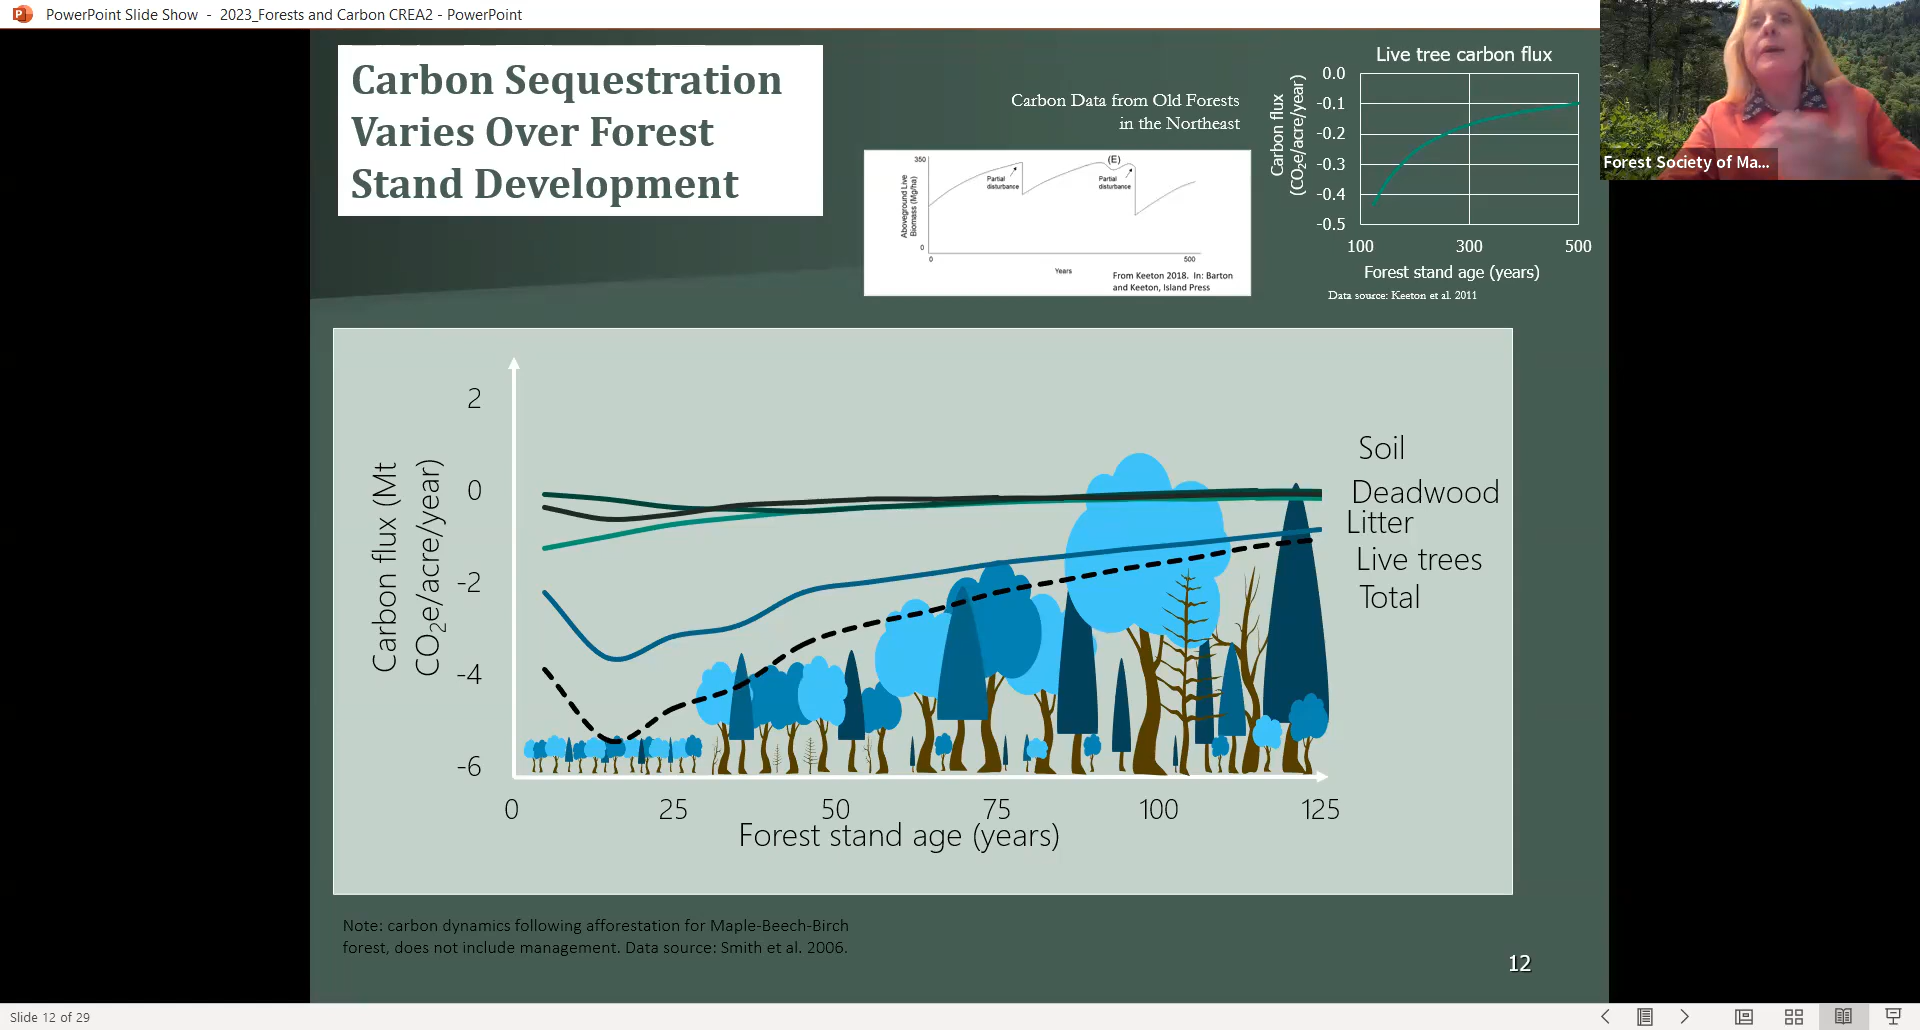 PowerPoint Slide Show - 2023_Forests and Carbon CREA2 - PowerPoint
Carbon Sequestration
Varies Over Forest
Stand Development
Carbon Data from Old Forests
in the Northeast
350
Aboveground Live
Biomass (Mg/ha)
0
Partial
disturbance
(E)
Partial
disturbance
0
500
Years
From Keeton 2018. In: Barton
and Keeton, Island Press
Live tree carbon flux
Carbon flux
(CO2e/acre/year)
0.0
-0.1
-0.2
-0.3
-0.4
-0.5
100 300 500
Forest stand age (years)
Data source: Keeton et al. 2011
Forest Society of Ma...
Carbon flux (Mt
CO2e/acre/year)
2
0
-2
-4
-6
0 25 50 75 100 125
Forest stand age (years)
Soil
Deadwood
Litter
Live trees
Total
Note: carbon dynamics following afforestation for Maple-Beech-Birch
forest, does not include management. Data source: Smith et al. 2006.
12
Slide 12 of 29